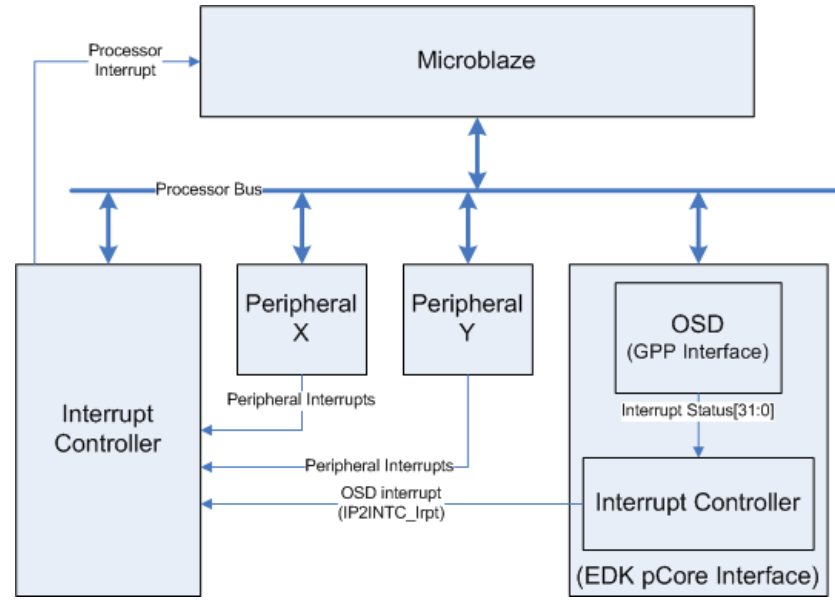 Processor
Interrupt
Microblaze
Processor Bus
Peripheral
X
Peripheral
Y
OSD
(GPP Interface)
Peripheral Interrupts
Interrupt Status[31:0]
Interrupt
Controller
Peripheral Interrupts
OSD interrupt
(IP2INTC_Irpt)
Interrupt Controller
(EDK pCore Interface)